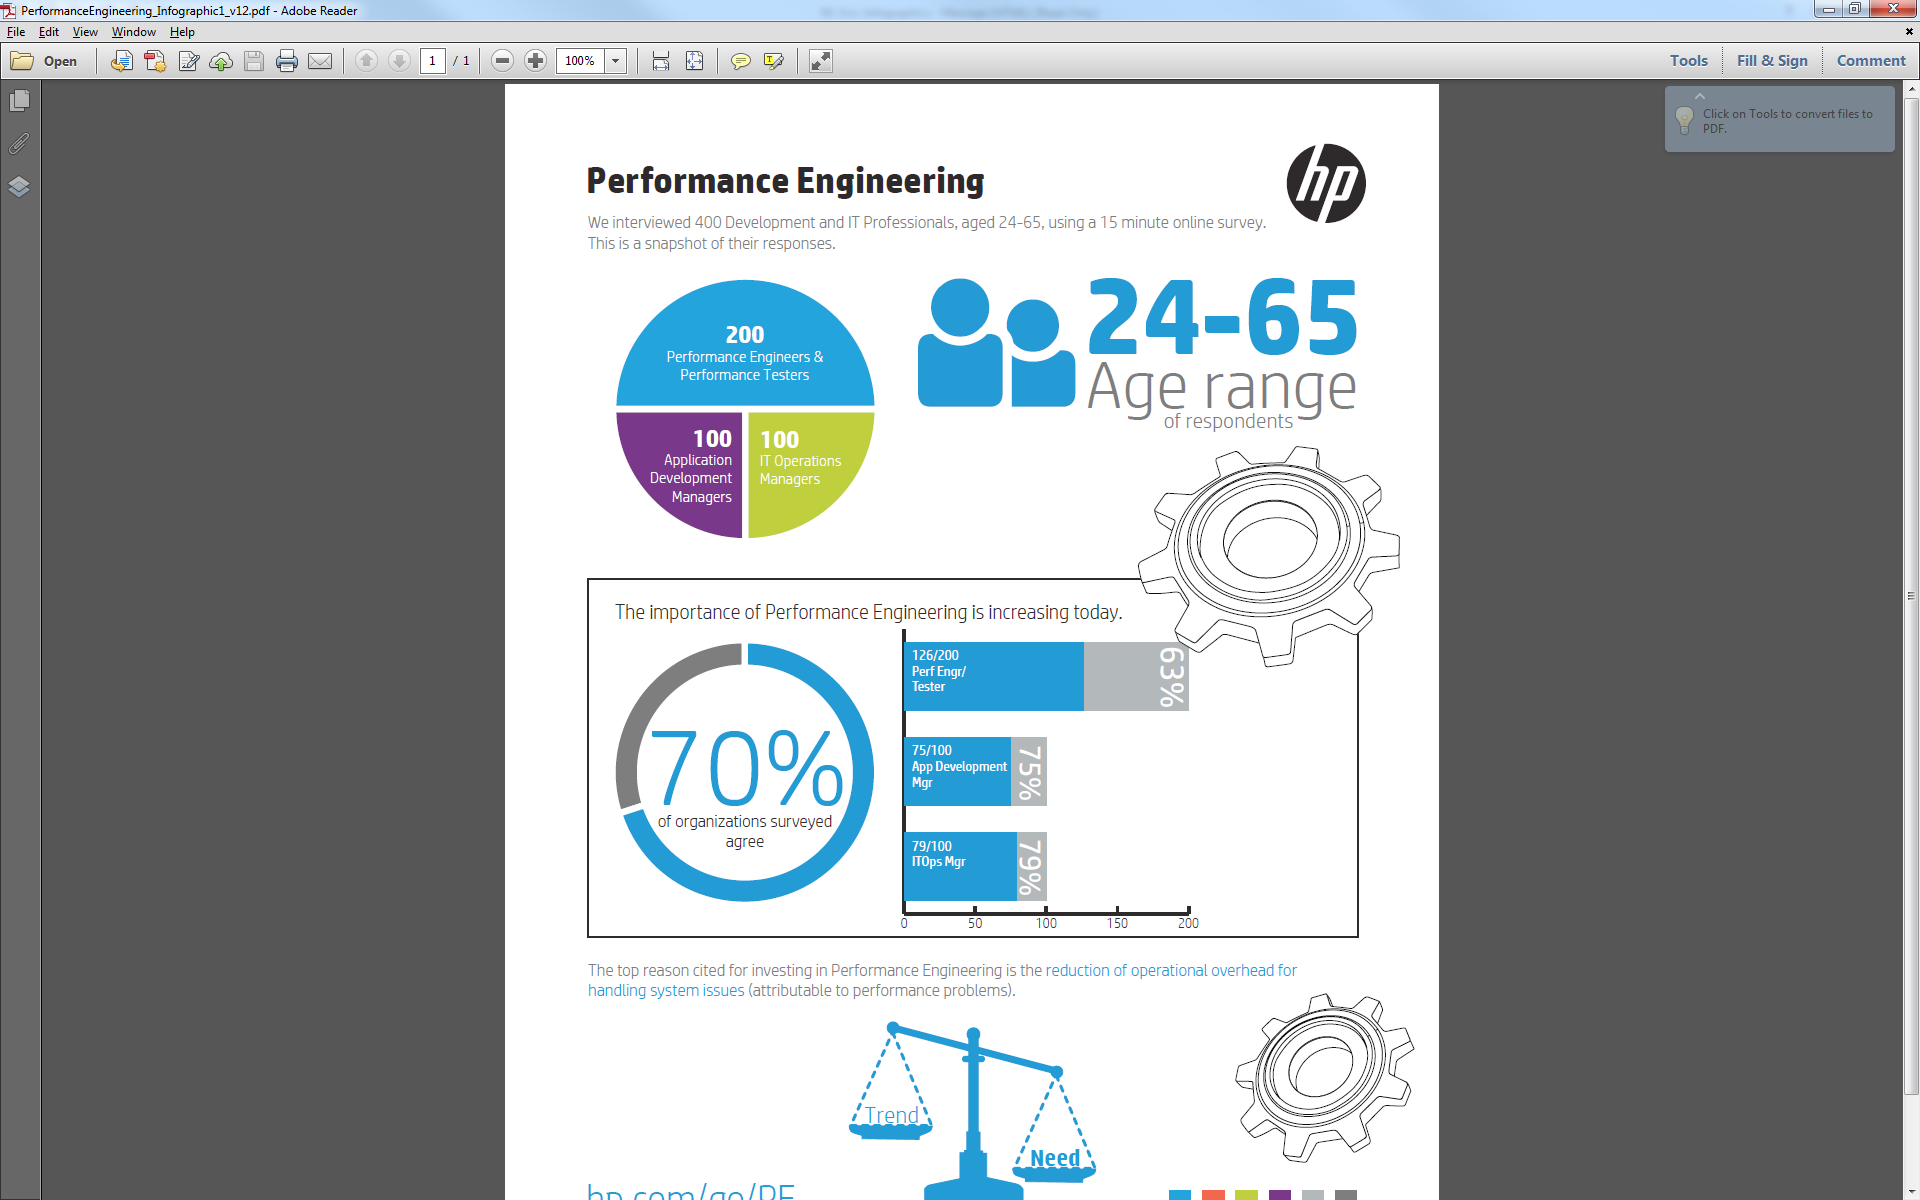 PerformanceEngineering_Infographic1_v12.pdf - Adobe Reader
File Edit View Window Help
Open
1 / 1
100%
Tools
Fill & Sign
Comment
Click on Tools to convert files to
PDF.
hp
Performance Engineering
We interviewed 400 Development and IT Professionals, aged 24-65, using a 15 minute online survey.
This is a snapshot of their responses.
200
Performance Engineers &
Performance Testers
100
Application
Development
Managers
100
IT Operations
Managers
24-65
Age range
of respondents
The importance of Performance Engineering is increasing today.
70%
of organizations surveyed
agree
126/200
Perf Engr/
Tester
63%
75/100
App Development
Mgr
75%
79/100
ITOps Mgr
79%
0 50 100 150 200
The top reason cited for investing in Performance Engineering is the reduction of operational overhead for
handling system issues (attributable to performance problems).
Trend
Need
hp.com/go/PE